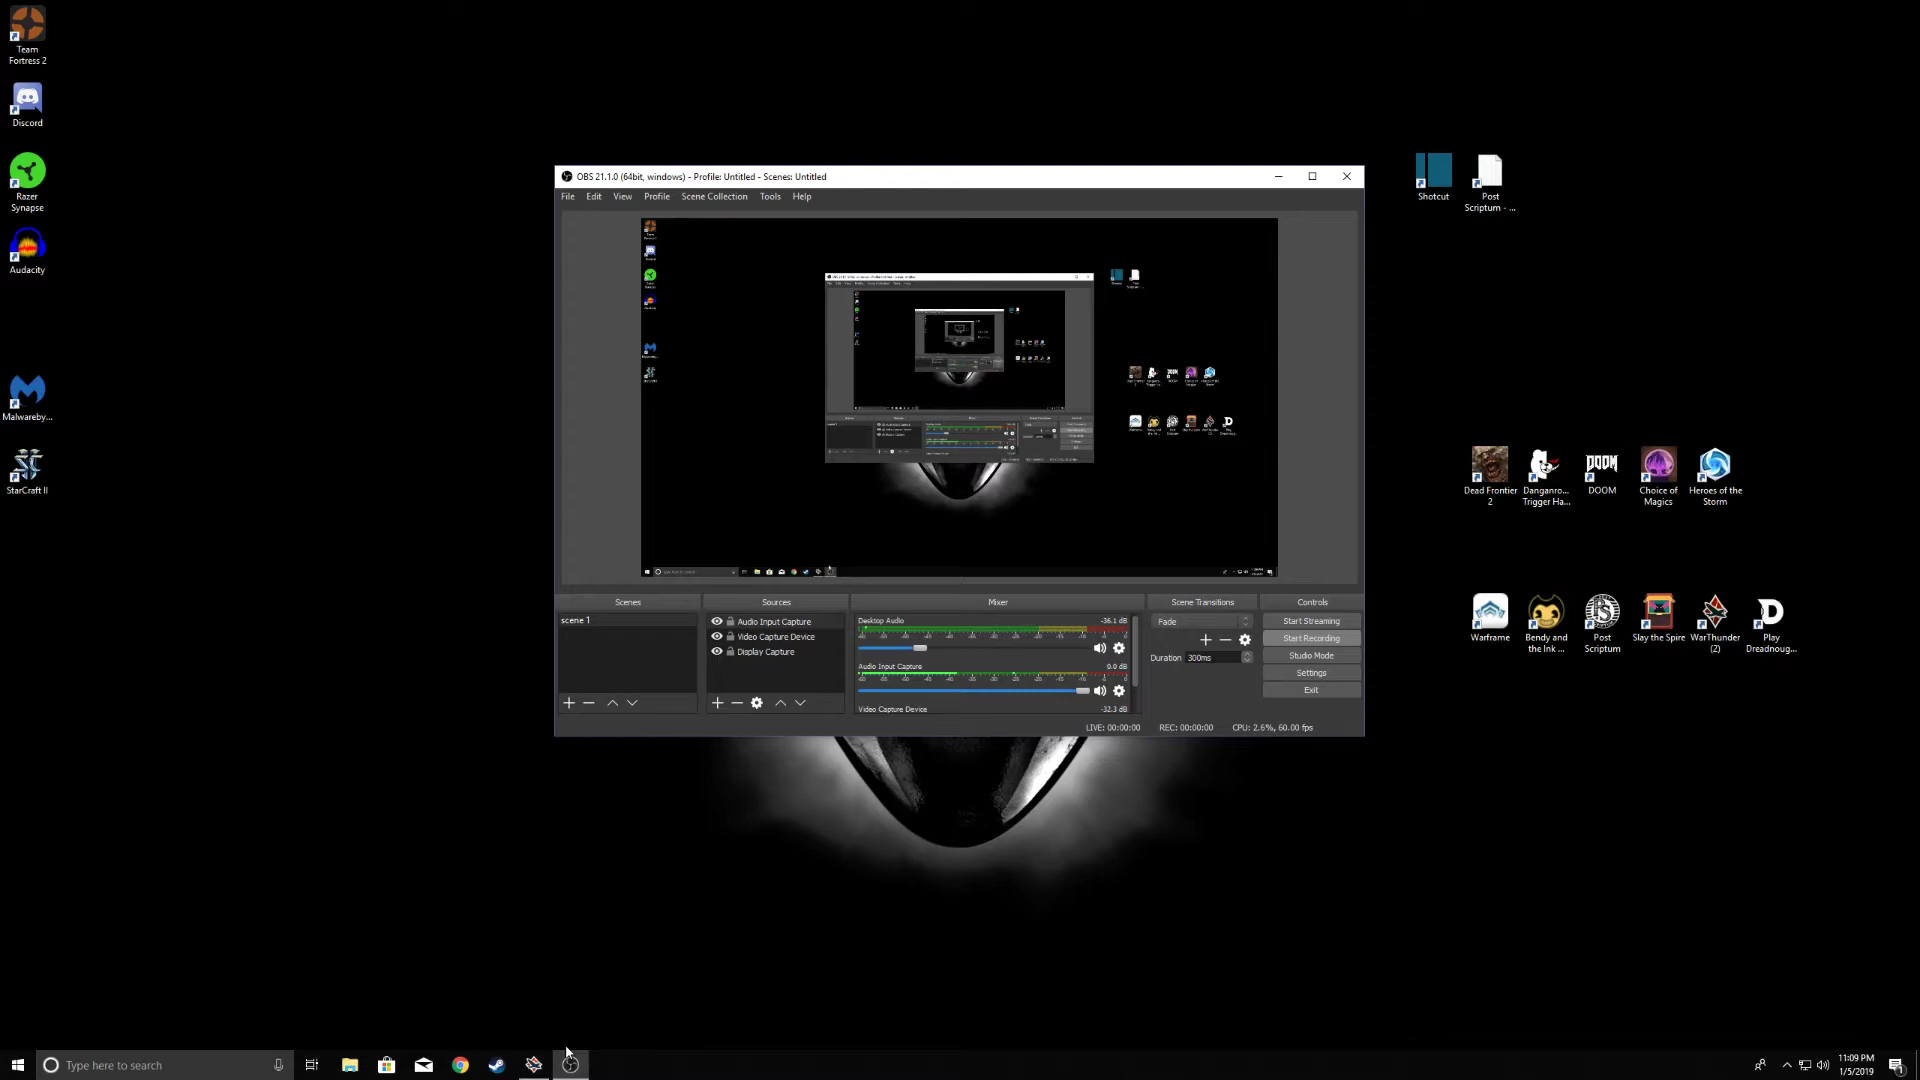 Team
Fortress 2
Discord
Razer
Synapse
Audacity
Malwareby...
StarCraft II
OBS 21.1.0 (64bit, windows) - Profile: Untitled - Scenes: Untitled
File Edit View Profile Scene Collection Tools Help
Shotcut
Post
Scriptum - ...
Dead Frontier
2
Danganro...
Trigger Ha...
DOOM
DOOM
Choice of
Magics
Heroes of the
Storm
Warframe
Bendy and
the Ink ...
Post
Scriptum
Slay the Spire
WarThunder
(2)
Play
Dreadnoug...
Scenes
scene 1
Sources
Audio Input Capture
Video Capture Device
Display Capture
Mixer
Desktop Audio -36.1 dB
Audio Input Capture 0.0 dB
Video Capture Device -32.3 dB
Scene Transitions
Fade
Duration 300ms
Controls
Start Streaming
Start Recording
Studio Mode
Settings
Exit
LIVE: 00:00:00 REC: 00:00:00 CPU: 2.6%, 60.00 fps
Type here to search
11:09 PM
1/5/2019